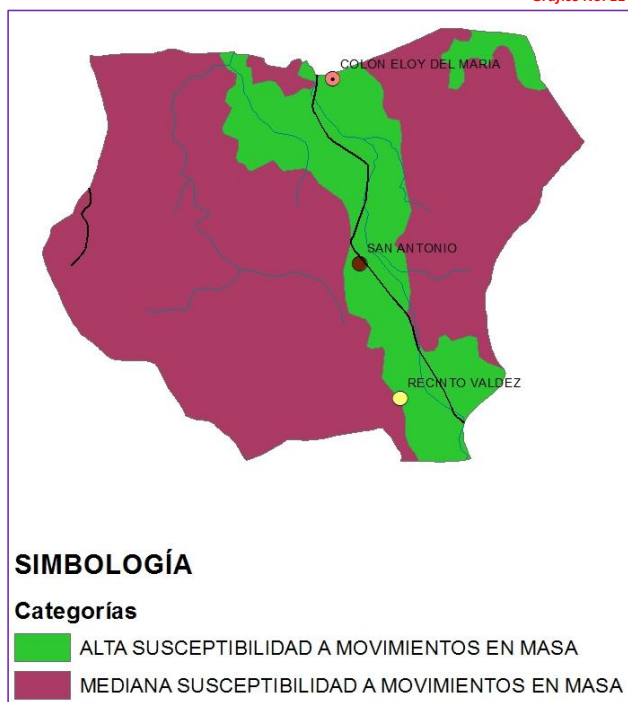 COLÓN ELOY DEL MARIA
SAN ANTONIO
RECINTO VALDEZ
SIMBOLOGÍA
Categorías
ALTA SUSCEPTIBILIDAD A MOVIMIENTOS EN MASA
MEDIANA SUSCEPTIBILIDAD A MOVIMIENTOS EN MASA